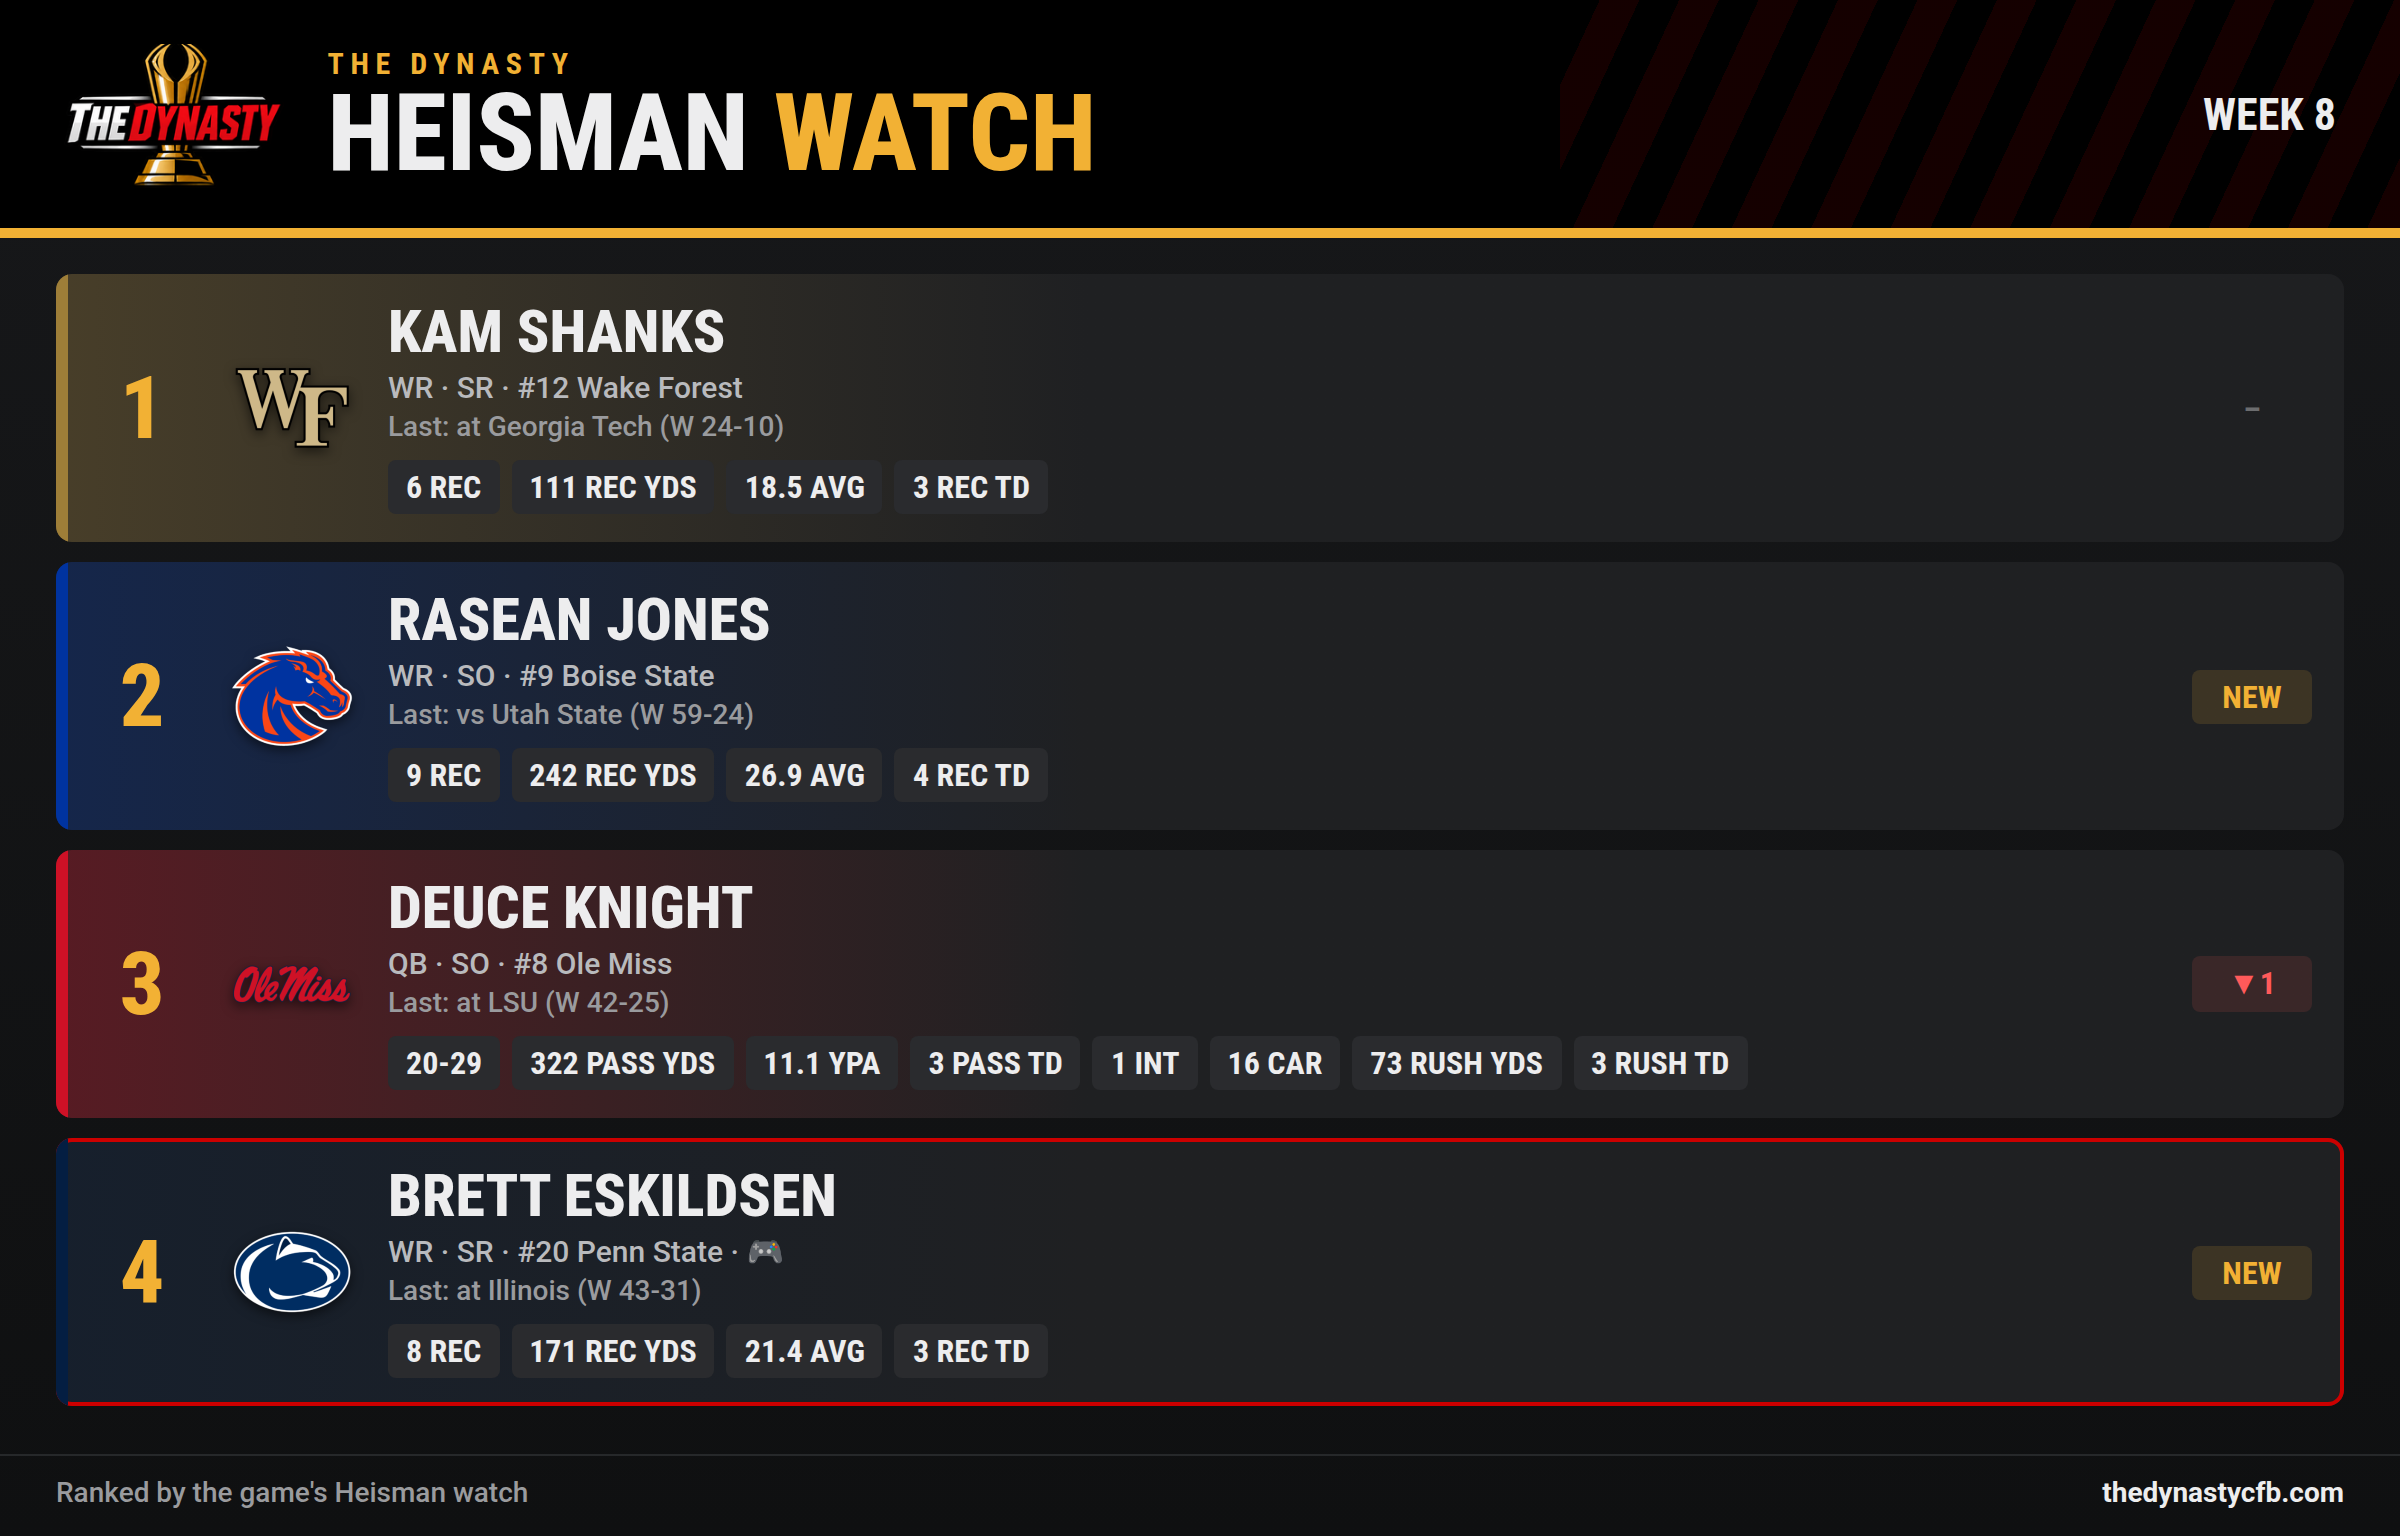 THE DYNASTY
THE DYNASTY
HEISMAN WATCH
WEEK 8
1
WF
KAM SHANKS
WR · SR · #12 Wake Forest
Last: at Georgia Tech (W 24-10)
6 REC 111 REC YDS 18.5 AVG 3 REC TD
–
2
RASEAN JONES
WR · SO · #9 Boise State
Last: vs Utah State (W 59-24)
9 REC 242 REC YDS 26.9 AVG 4 REC TD
NEW
3
Ole Miss
DEUCE KNIGHT
QB · SO · #8 Ole Miss
Last: at LSU (W 42-25)
20-29 322 PASS YDS 11.1 YPA 3 PASS TD 1 INT 16 CAR 73 RUSH YDS 3 RUSH TD
▼1
4
BRETT ESKILDSEN
WR · SR · #20 Penn State · 🎮
Last: at Illinois (W 43-31)
8 REC 171 REC YDS 21.4 AVG 3 REC TD
NEW
Ranked by the game's Heisman watch
thedynastycfb.com